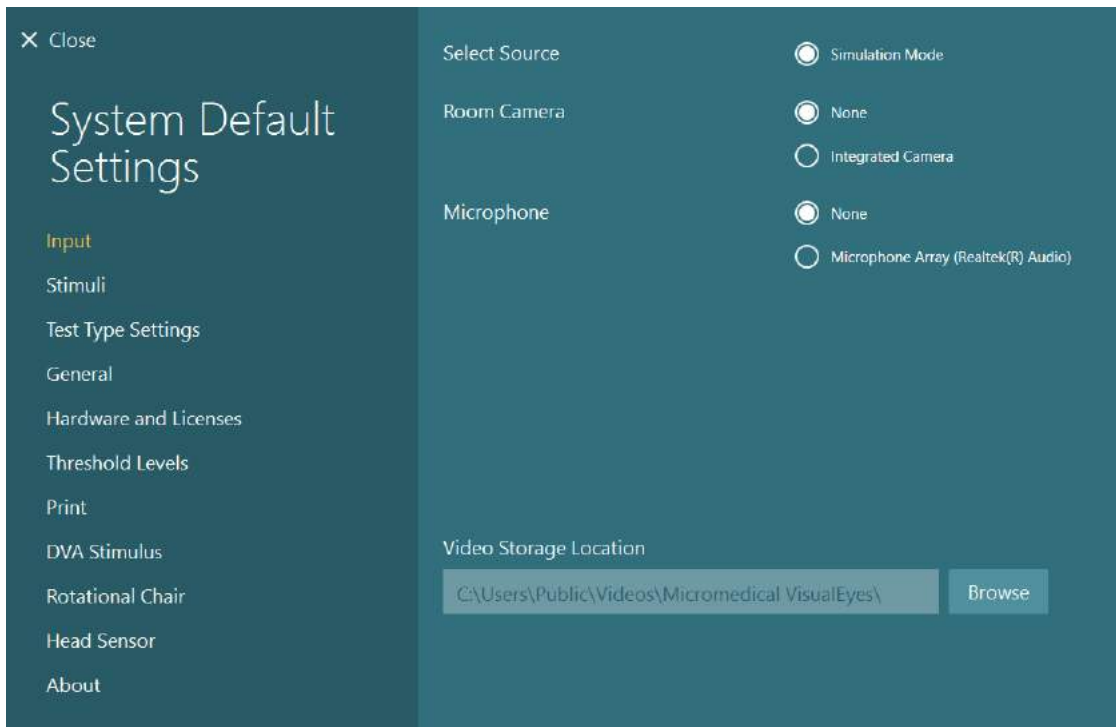 × Close
System Default
Settings
Input
Stimuli
Test Type Settings
General
Hardware and Licenses
Threshold Levels
Print
DVA Stimulus
Rotational Chair
Head Sensor
About
Select Source
Simulation Mode
Room Camera
None
Integrated Camera
Microphone
None
Microphone Array (Realtek(R) Audio)
Video Storage Location
C:\Users\Public\Videos\Micromedical VisualEyes\
Browse